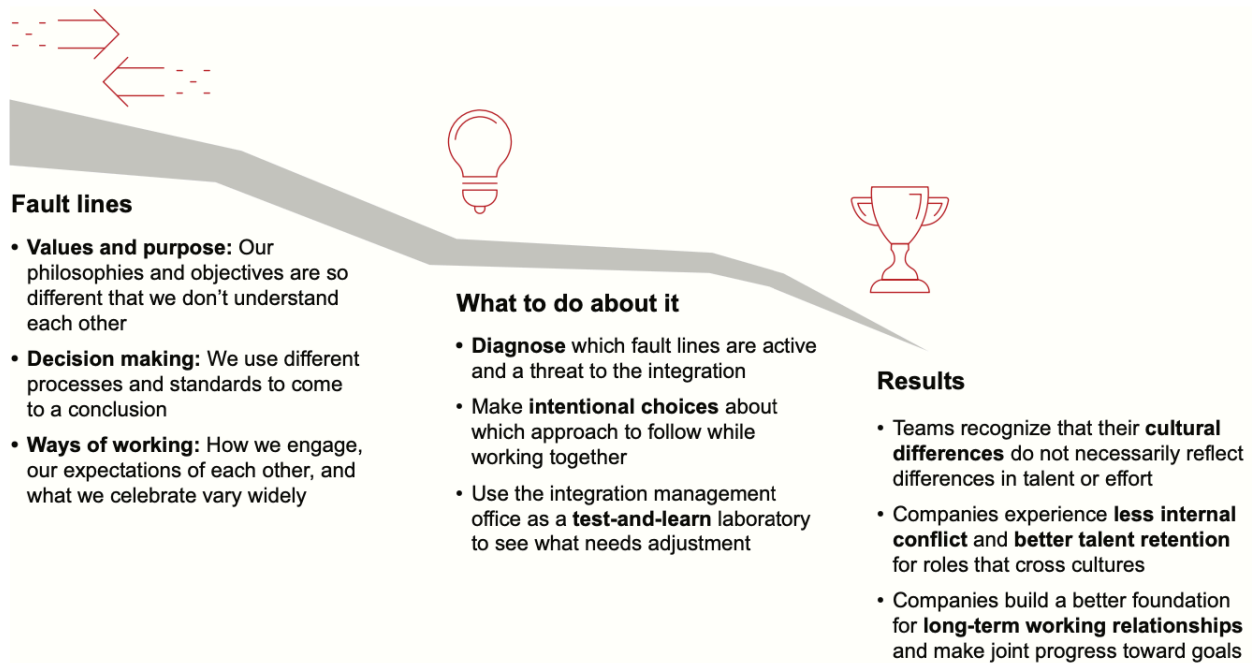 Fault lines
• Values and purpose: Our
philosophies and objectives are so
different that we don’t understand
each other
• Decision making: We use different
processes and standards to come
to a conclusion
• Ways of working: How we engage,
our expectations of each other, and
what we celebrate vary widely
What to do about it
• Diagnose which fault lines are active
and a threat to the integration
• Make intentional choices about
which approach to follow while
working together
• Use the integration management
office as a test-and-learn laboratory
to see what needs adjustment
Results
• Teams recognize that their cultural
differences do not necessarily reflect
differences in talent or effort
• Companies experience less internal
conflict and better talent retention
for roles that cross cultures
• Companies build a better foundation
for long-term working relationships
and make joint progress toward goals